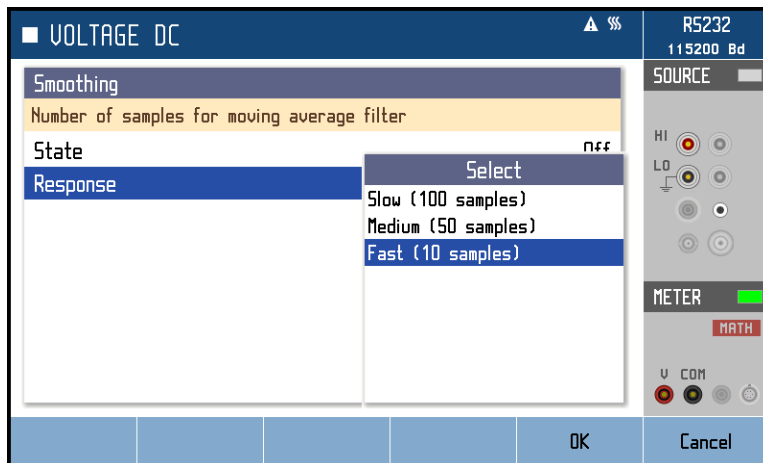 VOLTAGE DC
RS232
115200 Bd
Smoothing
Number of samples for moving average filter
State
Off
Response
Select
Slow (100 samples)
Medium (50 samples)
Fast (10 samples)
SOURCE
HI
LO
METER
MATH
V COM
OK
Cancel